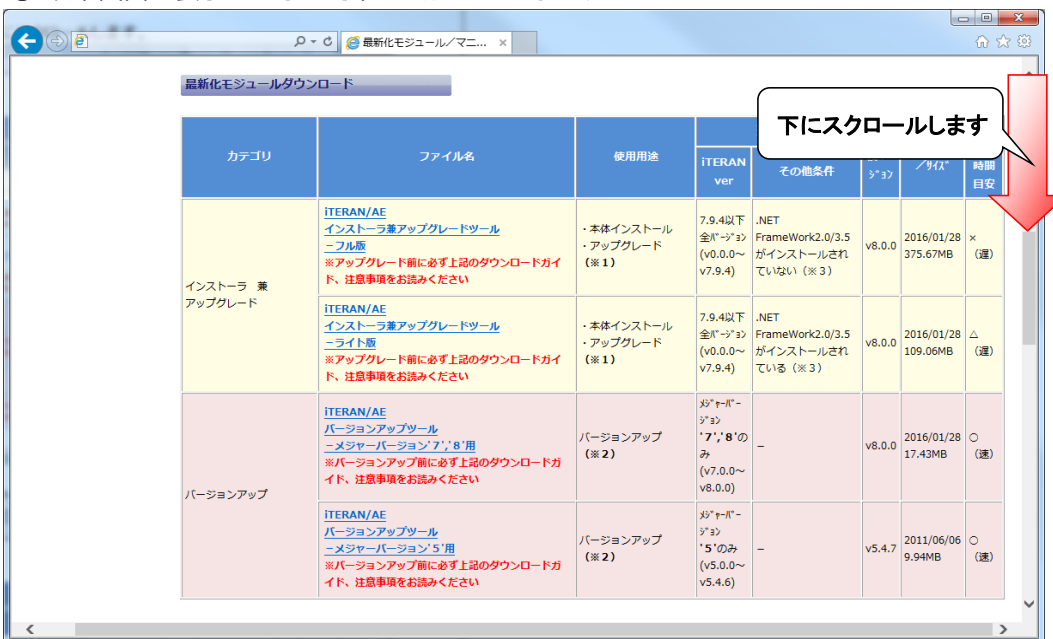 最新化モジュール／マニ...
最新化モジュールダウンロード
下にスクロールします
カテゴリ
ファイル名
使用用途
iTERAN
ver
その他条件
ｼﾞｮﾝ
／ｻｲｽﾞ
時間
目安
インストーラ　兼
アップグレード
iTERAN/AE
インストーラ兼アップグレードツール
－フル版
※アップグレード前に必ず上記のダウンロードガイ
ド、注意事項をお読みください
・本体インストール
・アップグレード
(※１)
7.9.4以下
全ﾊﾞｰｼﾞｮﾝ
(v0.0.0～
v7.9.4)
.NET
FrameWork2.0/3.5
がインストールされ
ていない（※３）
v8.0.0
2016/01/28
375.67MB
×
（遅）
iTERAN/AE
インストーラ兼アップグレードツール
－ライト版
※アップグレード前に必ず上記のダウンロードガイ
ド、注意事項をお読みください
・本体インストール
・アップグレード
(※１)
7.9.4以下
全ﾊﾞｰｼﾞｮﾝ
(v0.0.0～
v7.9.4)
.NET
FrameWork2.0/3.5
がインストールされ
ている（※３）
v8.0.0
2016/01/28
109.06MB
△
（遅）
バージョンアップ
iTERAN/AE
バージョンアップツール
－メジャーバージョン'７','８'用
※バージョンアップ前に必ず上記のダウンロードガ
イド、注意事項をお読みください
バージョンアップ
(※２)
ﾒｼﾞｬｰﾊﾞｰ
ｼﾞｮﾝ
'７','８'の
み
(v7.0.0～
v8.0.0)
–
v8.0.0
2016/01/28
17.43MB
○
（速）
iTERAN/AE
バージョンアップツール
－メジャーバージョン'５'用
※バージョンアップ前に必ず上記のダウンロードガ
イド、注意事項をお読みください
バージョンアップ
(※２)
ﾒｼﾞｬｰﾊﾞｰ
ｼﾞｮﾝ
'５'のみ
(v5.0.0～
v5.4.6)
–
v5.4.7
2011/06/06
9.94MB
○
（速）